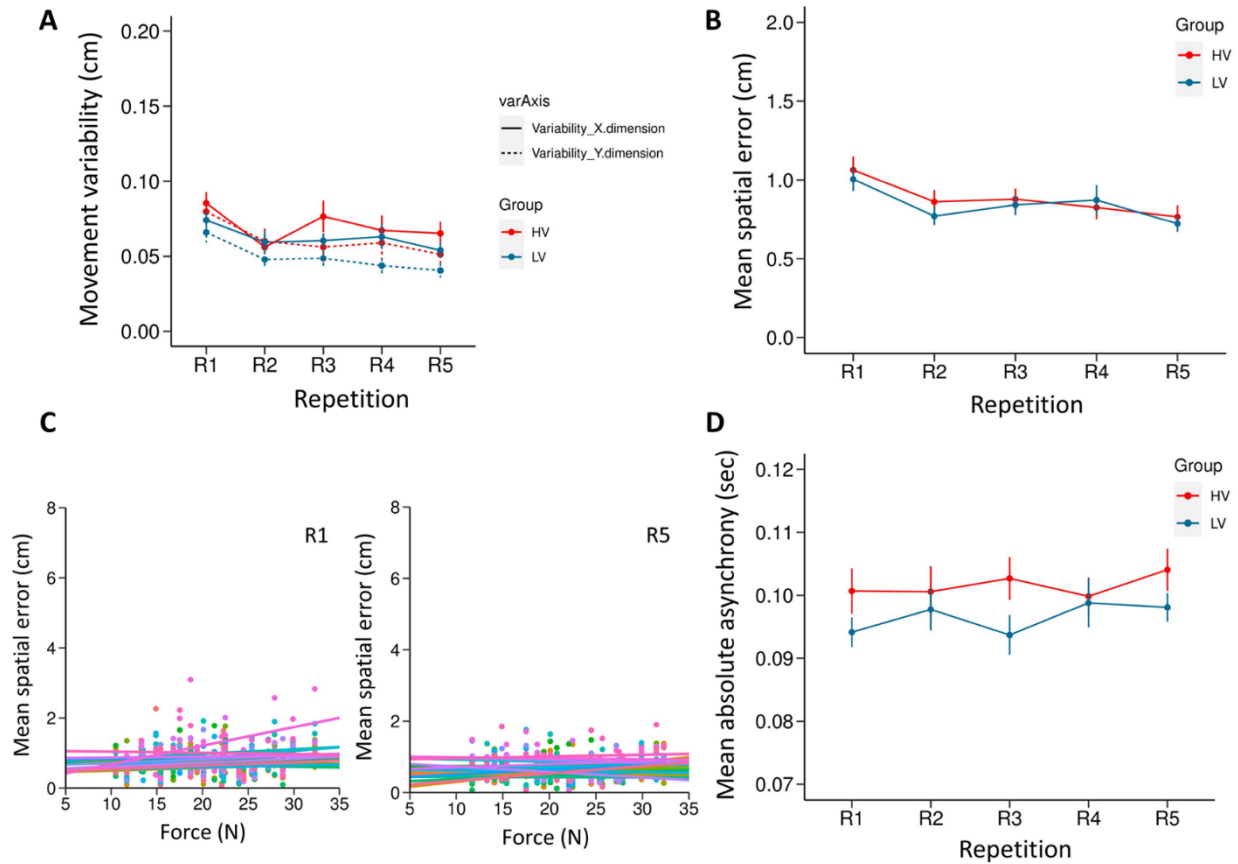 A
Movement variability (cm)
0.20
0.15
0.10
0.05
0.00
R1 R2 R3 R4 R5
Repetition
varAxis
Variability_X.dimension
Variability_Y.dimension
Group
HV
LV
B
Mean spatial error (cm)
2.0
1.5
1.0
0.5
0.0
R1 R2 R3 R4 R5
Repetition
Group
HV
LV
C
Mean spatial error (cm)
8
6
4
2
0
R1
5 10 15 20 25 30 35
Force (N)
Mean spatial error (cm)
8
6
4
2
0
R5
5 10 15 20 25 30 35
Force (N)
D
Mean absolute asynchrony (sec)
0.12
0.11
0.10
0.09
0.08
0.07
R1 R2 R3 R4 R5
Repetition
Group
HV
LV